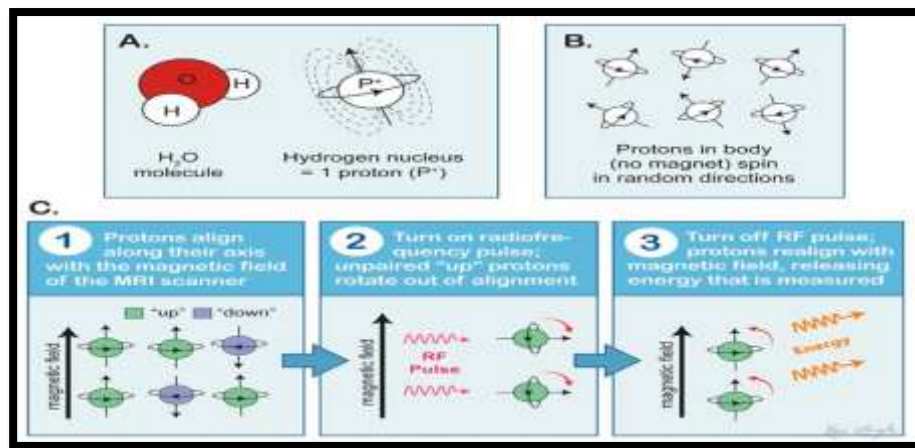 A.
O
H
H
H₂O
molecule
P⁺
Hydrogen nucleus
= 1 proton (P⁺)
B.
Protons in body
(no magnet) spin
in random directions
C.
1
Protons align
along their axis
with the magnetic field
of the MRI scanner
"up" "down"
magnetic field
2
Turn on radiofre-
quency pulse;
unpaired "up" protons
rotate out of alignment
magnetic field
RF
Pulse
3
Turn off RF pulse;
protons realign with
magnetic field, releasing
energy that is measured
magnetic field
Energy